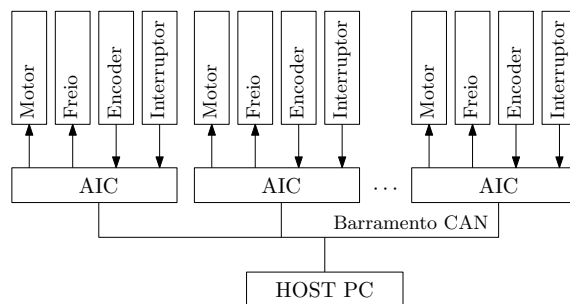 Motor Freio Encoder Interruptor Motor Freio Encoder Interruptor Motor Freio Encoder Interruptor
AIC AIC ... AIC
Barramento CAN
HOST PC